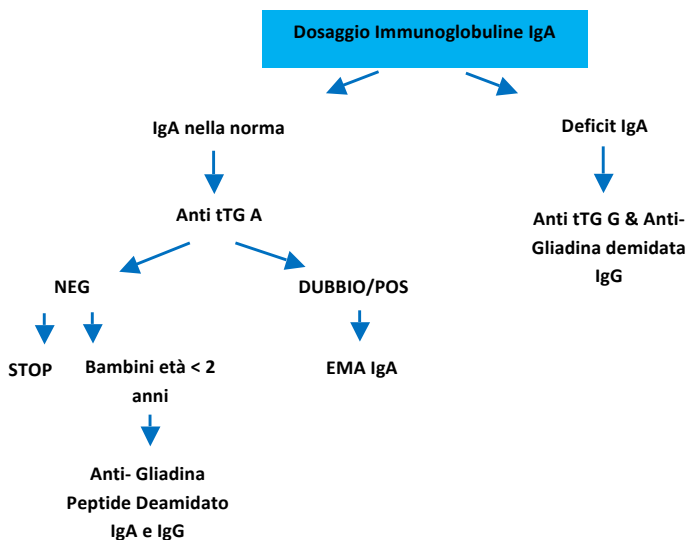 Dosaggio Immunoglobuline IgA
IgA nella norma
Deficit IgA
Anti tTG A
Anti tTG G & Anti-
Gliadina demidata
IgG
NEG
DUBBIO/POS
STOP
Bambini età < 2
anni
EMA IgA
Anti- Gliadina
Peptide Deamidato
IgA e IgG